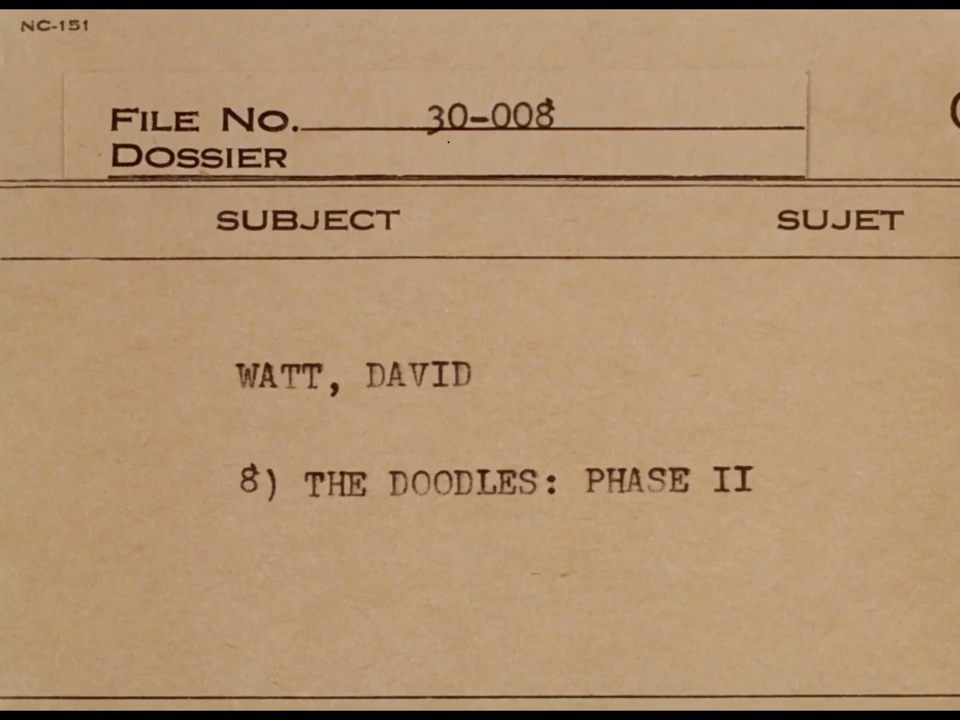 NC-151
FILE NO. 30-008
DOSSIER
SUBJECT SUJET
WATT, DAVID
8) THE DOODLES: PHASE II